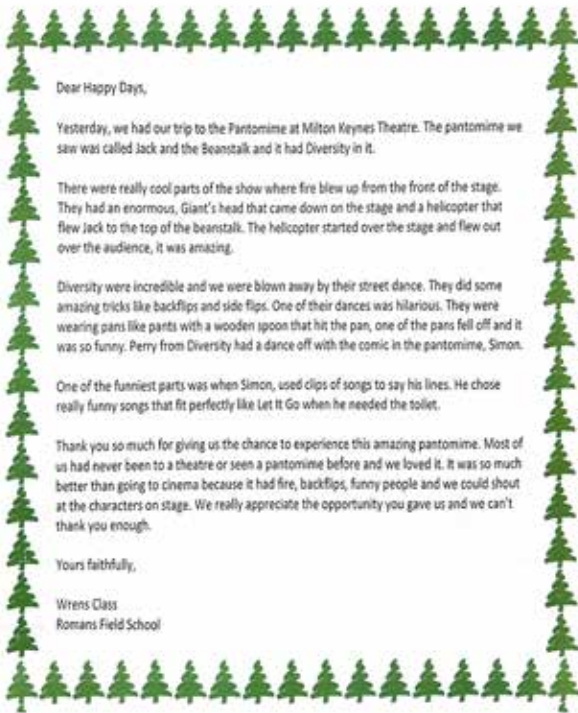 Dear Happy Days,
Yesterday, we had our trip to the Pantomime at Milton Keynes Theatre. The pantomime we
saw was called Jack and the Beanstalk and it had Diversity in it.
There were really cool parts of the show where fire blew up from the front of the stage.
They had an enormous, Giant's head that came down on the stage and a helicopter that
flew Jack to the top of the beanstalk. The helicopter started over the stage and flew out
over the audience, it was amazing.
Diversity were incredible and we were blown away by their street dance. They did some
amazing tricks like backflips and side flips. One of their dances was hilarious. They were
wearing pans like pants with a wooden spoon that hit the pan, one of the pans fell off and it
was so funny. Perry from Diversity had a dance off with the comic in the pantomime, Simon.
One of the funniest parts was when Simon, used clips of songs to say his lines. He chose
really funny songs that fit perfectly like Let It Go when he needed the toilet.
Thank you so much for giving us the chance to experience this amazing pantomime. Most of
us had never been to a theatre or seen a pantomime before and we loved it. It was so much
better than going to cinema because it had fire, backflips, funny people and we could shout
at the characters on stage. We really appreciate the opportunity you gave us and we can't
thank you enough.
Yours faithfully,
Wrens Class
Romans Field School